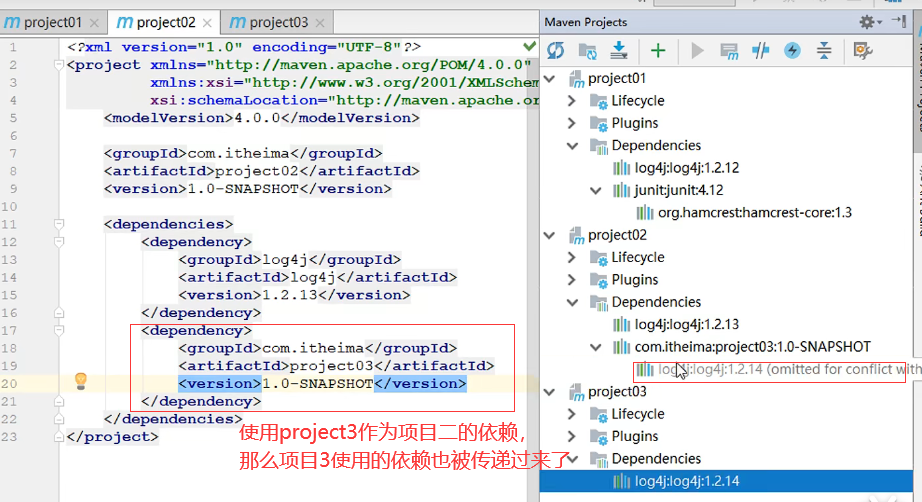 project01 project02 project03
1 <?xml version="1.0" encoding="UTF-8"?>
2 <project xmlns="http://maven.apache.org/POM/4.0.0"
3 xmlns:xsi="http://www.w3.org/2001/XMLSchem
4 xsi:schemaLocation="http://maven.apache.or
5 <modelVersion>4.0.0</modelVersion>
6
7 <groupId>com.itheima</groupId>
8 <artifactId>project02</artifactId>
9 <version>1.0-SNAPSHOT</version>
10
11 <dependencies>
12 <dependency>
13 <groupId>log4j</groupId>
14 <artifactId>log4j</artifactId>
15 <version>1.2.13</version>
16 </dependency>
17 <dependency>
18 <groupId>com.itheima</groupId>
19 <artifactId>project03</artifactId>
20 <version>1.0-SNAPSHOT</version>
21 </dependency>
22 </dependencies>
23 </project>
使用project3作为项目二的依赖，
那么项目3使用的依赖也被传递过来了
Maven Projects
project01
Lifecycle
Plugins
Dependencies
log4j:log4j:1.2.12
junit:junit:4.12
org.hamcrest:hamcrest-core:1.3
project02
Lifecycle
Plugins
Dependencies
log4j:log4j:1.2.13
com.itheima:project03:1.0-SNAPSHOT
log4j:log4j:1.2.14 (omitted for conflict with
project03
Lifecycle
Plugins
Dependencies
log4j:log4j:1.2.14